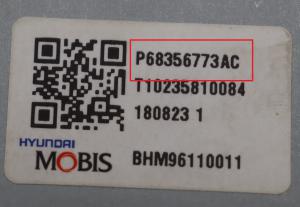 P68356773AC
T10235810084
180823 1
HYUNDAI
MOBIS
BHM96110011